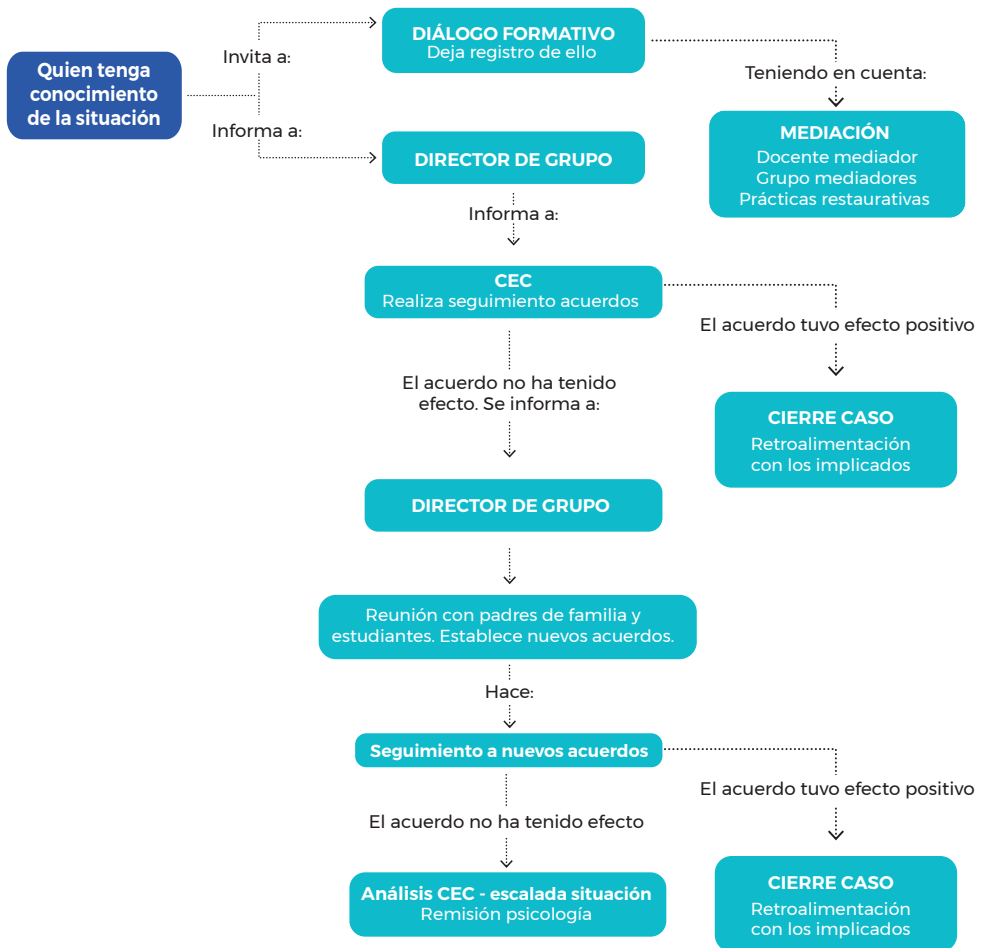 Quien tenga
conocimiento
de la situación
Invita a:
Informa a:
DIÁLOGO FORMATIVO
Deja registro de ello
Teniendo en cuenta:
MEDIACIÓN
Docente mediador
Grupo mediadores
Prácticas restaurativas
DIRECTOR DE GRUPO
Informa a:
CEC
Realiza seguimiento acuerdos
El acuerdo tuvo efecto positivo
CIERRE CASO
Retroalimentación
con los implicados
El acuerdo no ha tenido
efecto. Se informa a:
DIRECTOR DE GRUPO
Reunión con padres de familia y
estudiantes. Establece nuevos acuerdos.
Hace:
Seguimiento a nuevos acuerdos
El acuerdo tuvo efecto positivo
CIERRE CASO
Retroalimentación
con los implicados
El acuerdo no ha tenido efecto
Análisis CEC - escalada situación
Remisión psicología